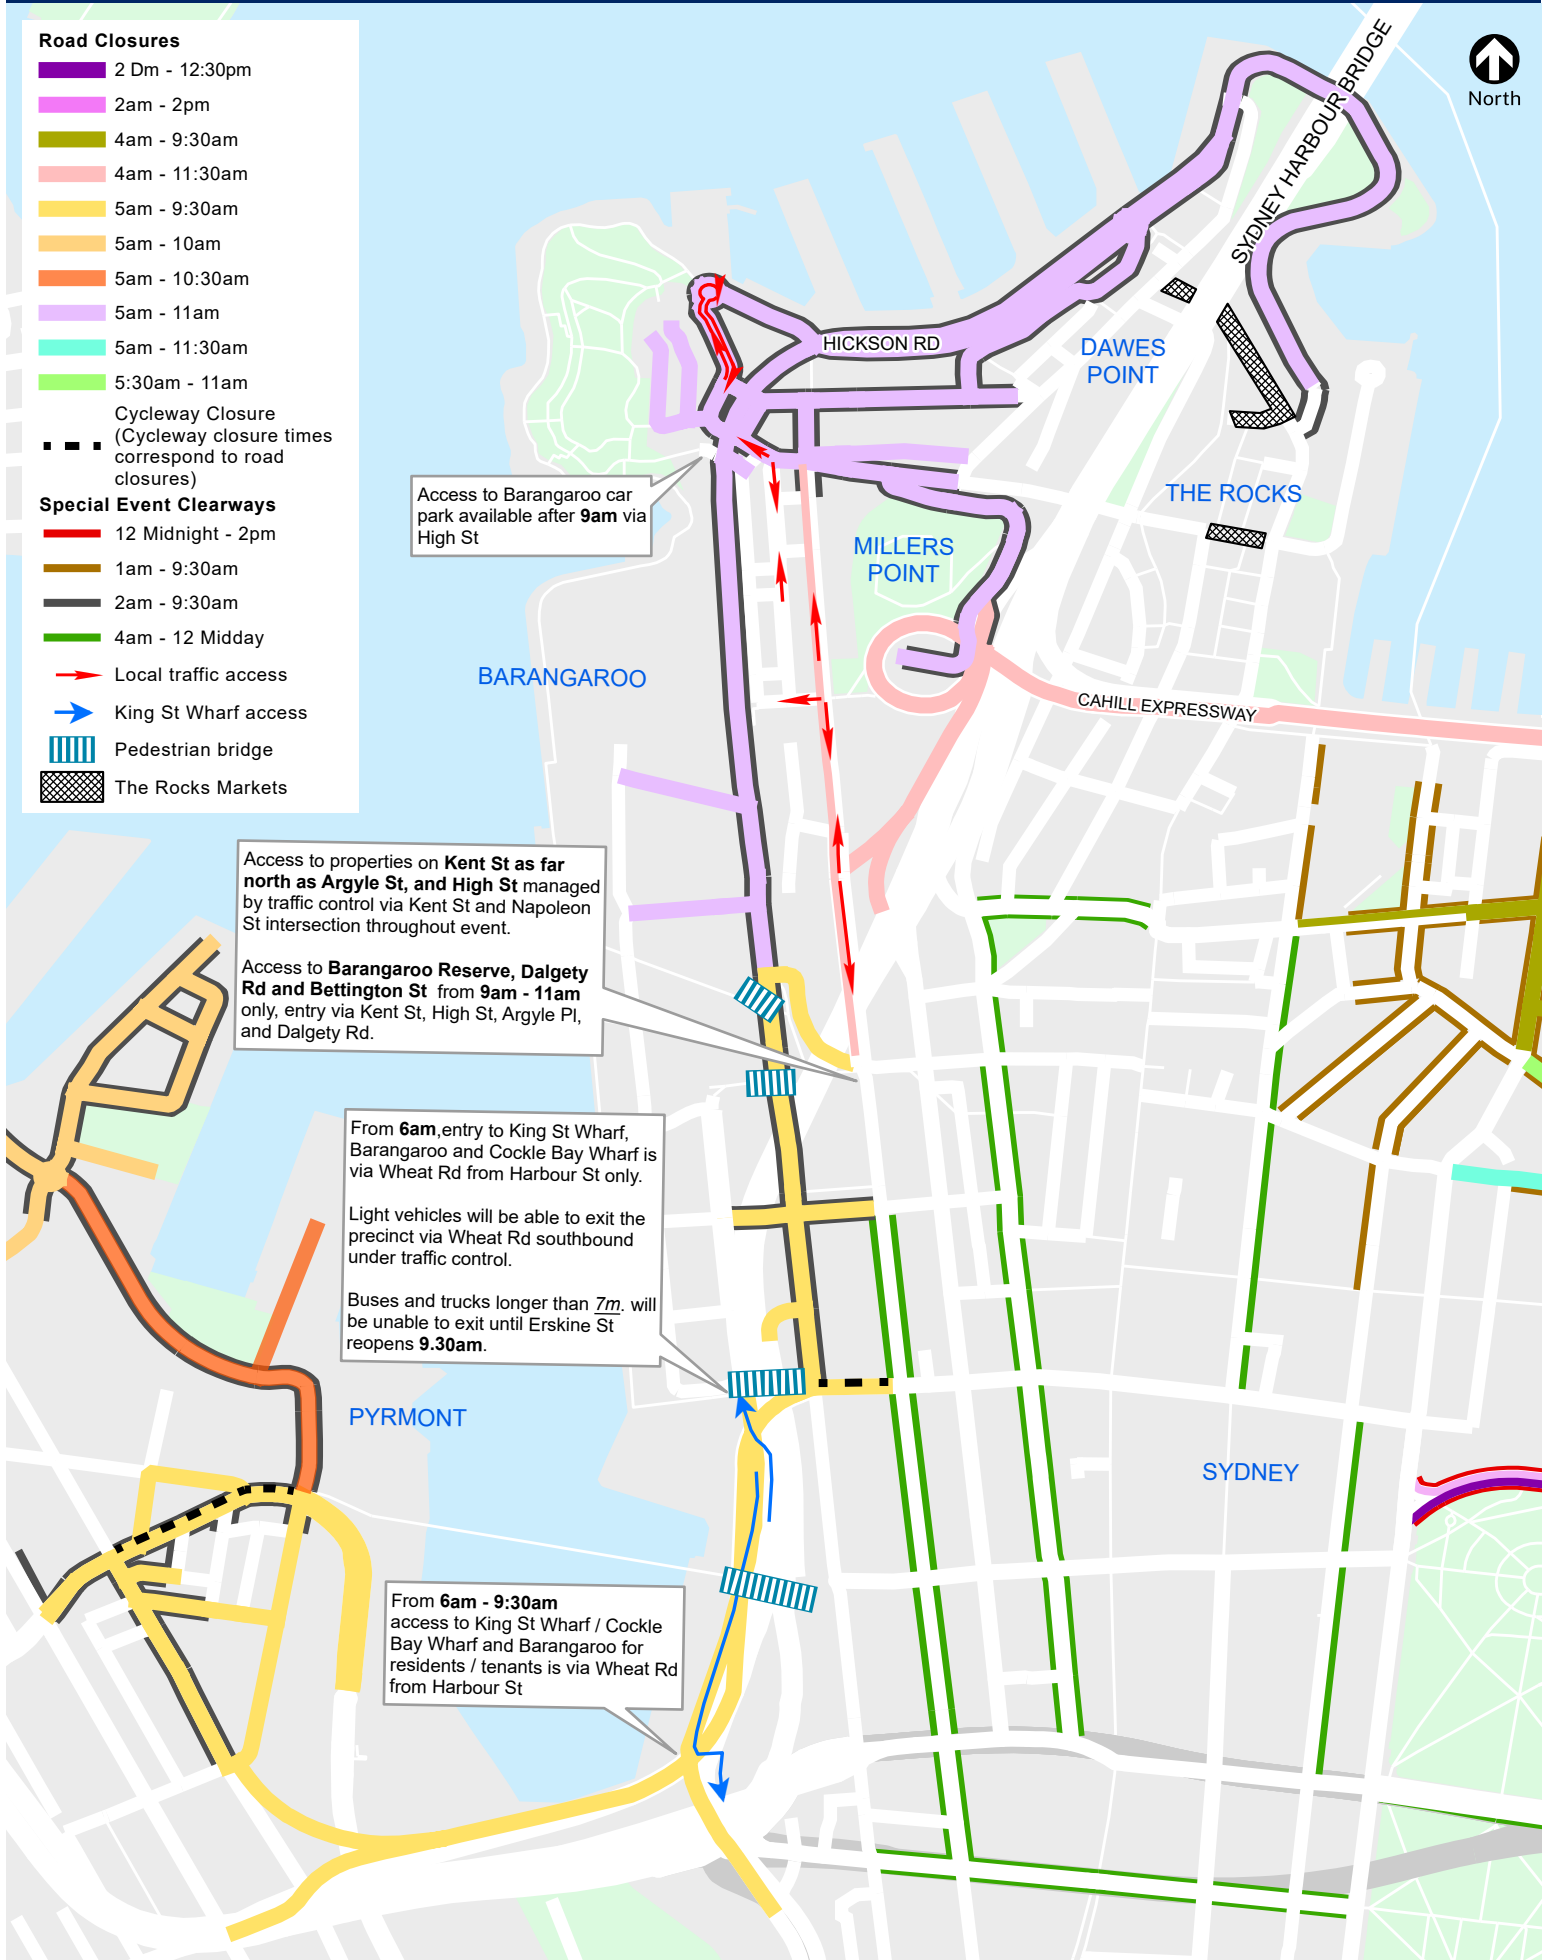 Road Closures
2 Dm - 12:30pm
2am - 2pm
4am - 9:30am
4am - 11:30am
5am - 9:30am
5am - 10am
5am - 10:30am
5am - 11am
5am - 11:30am
5:30am - 11am
Cycleway Closure
(Cycleway closure times
correspond to road
closures)
Special Event Clearways
12 Midnight - 2pm
1am - 9:30am
2am - 9:30am
4am - 12 Midday
Local traffic access
King St Wharf access
Pedestrian bridge
The Rocks Markets
North
SYDNEY HARBOUR BRIDGE
HICKSON RD
DAWES
POINT
THE ROCKS
Access to Barangaroo car
park available after 9am via
High St
MILLERS
POINT
BARANGAROO
CAHILL EXPRESSWAY
Access to properties on Kent St as far
north as Argyle St, and High St managed
by traffic control via Kent St and Napoleon
St intersection throughout event.
Access to Barangaroo Reserve, Dalgety
Rd and Bettington St from 9am - 11am
only, entry via Kent St, High St, Argyle Pl,
and Dalgety Rd.
From 6am,entry to King St Wharf,
Barangaroo and Cockle Bay Wharf is
via Wheat Rd from Harbour St only.
Light vehicles will be able to exit the
precinct via Wheat Rd southbound
under traffic control.
Buses and trucks longer than 7m. will
be unable to exit until Erskine St
reopens 9.30am.
PYRMONT
SYDNEY
From 6am - 9:30am
access to King St Wharf / Cockle
Bay Wharf and Barangaroo for
residents / tenants is via Wheat Rd
from Harbour St